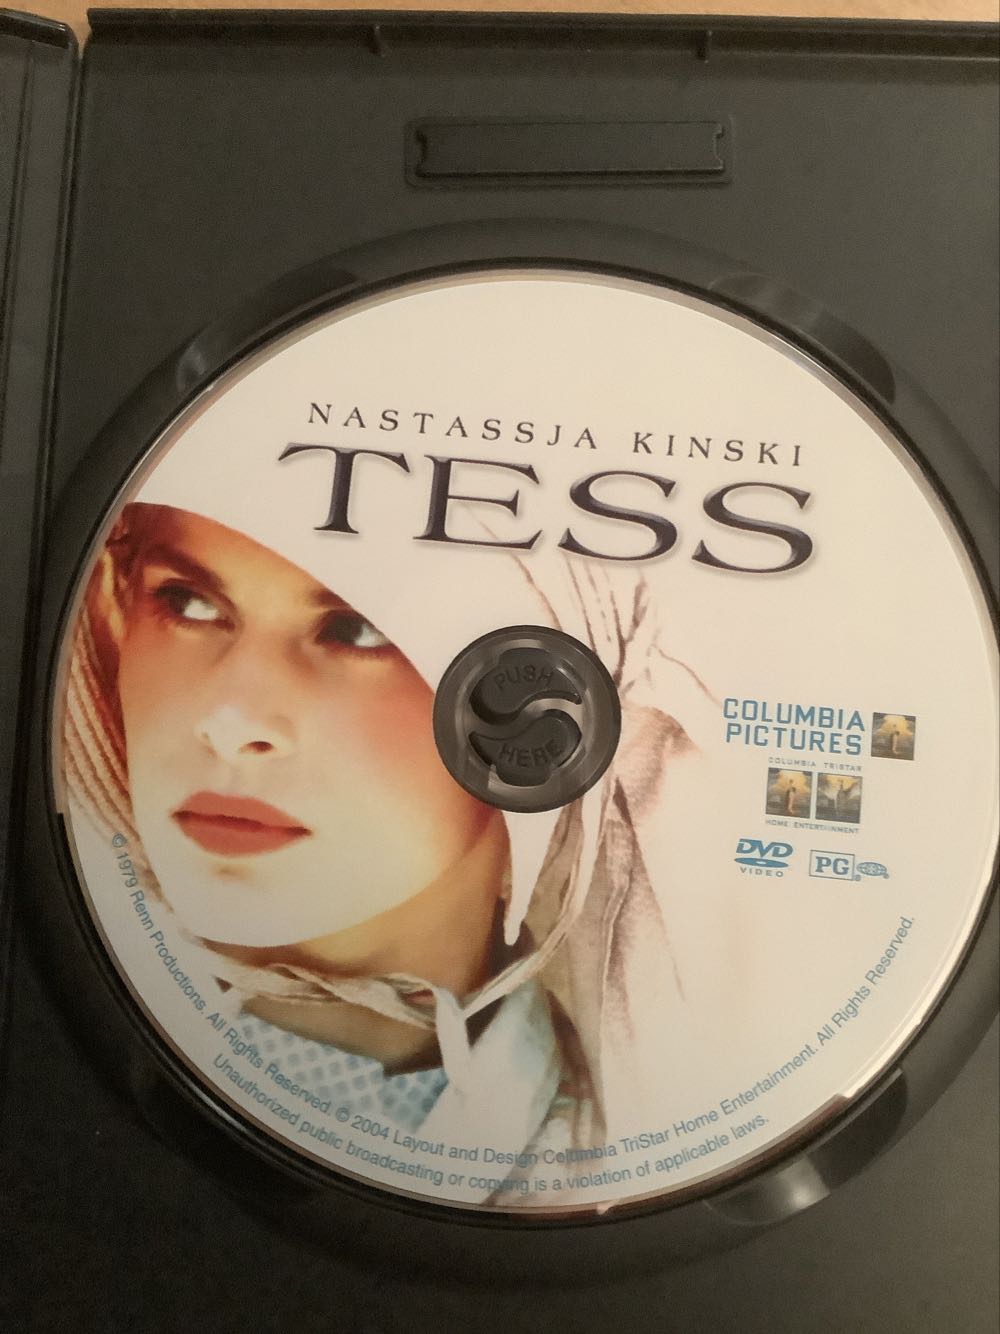 NASTASSJA KINSKI
TESS
PUSH
HERE
COLUMBIA
PICTURES
COLUMBIA TRISTAR
HOME ENTERTAINMENT
DVD
VIDEO
PG
®
© 1979 Renn Productions. All Rights Reserved. © 2004 Layout and Design Columbia TriStar Home Entertainment. All Rights Reserved.
Unauthorized public broadcasting or copying is a violation of applicable laws.